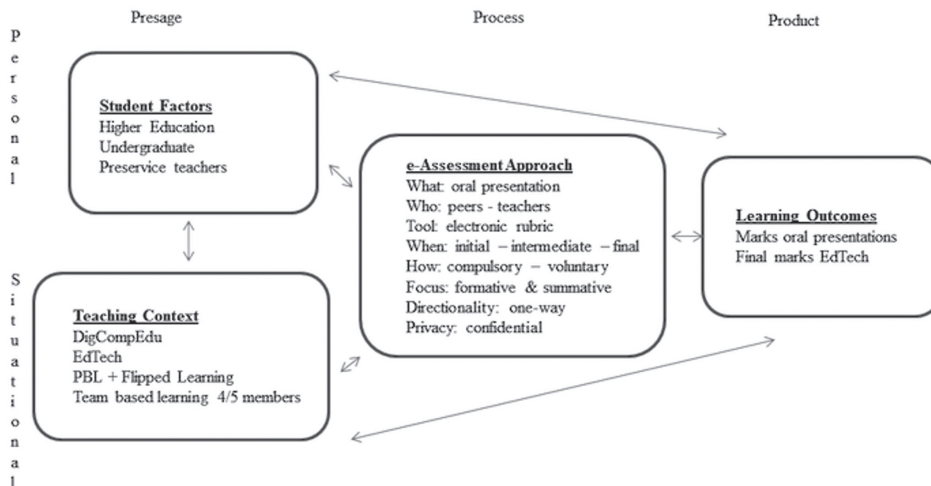 Presage
Process
Product
Personal
Student Factors
Higher Education
Undergraduate
Preservice teachers
e-Assessment Approach
What: oral presentation
Who: peers - teachers
Tool: electronic rubric
When: initial – intermediate – final
How: compulsory – voluntary
Focus: formative & summative
Directionality: one-way
Privacy: confidential
Learning Outcomes
Marks oral presentations
Final marks EdTech
Situational
Teaching Context
DigCompEdu
EdTech
PBL + Flipped Learning
Team based learning 4/5 members